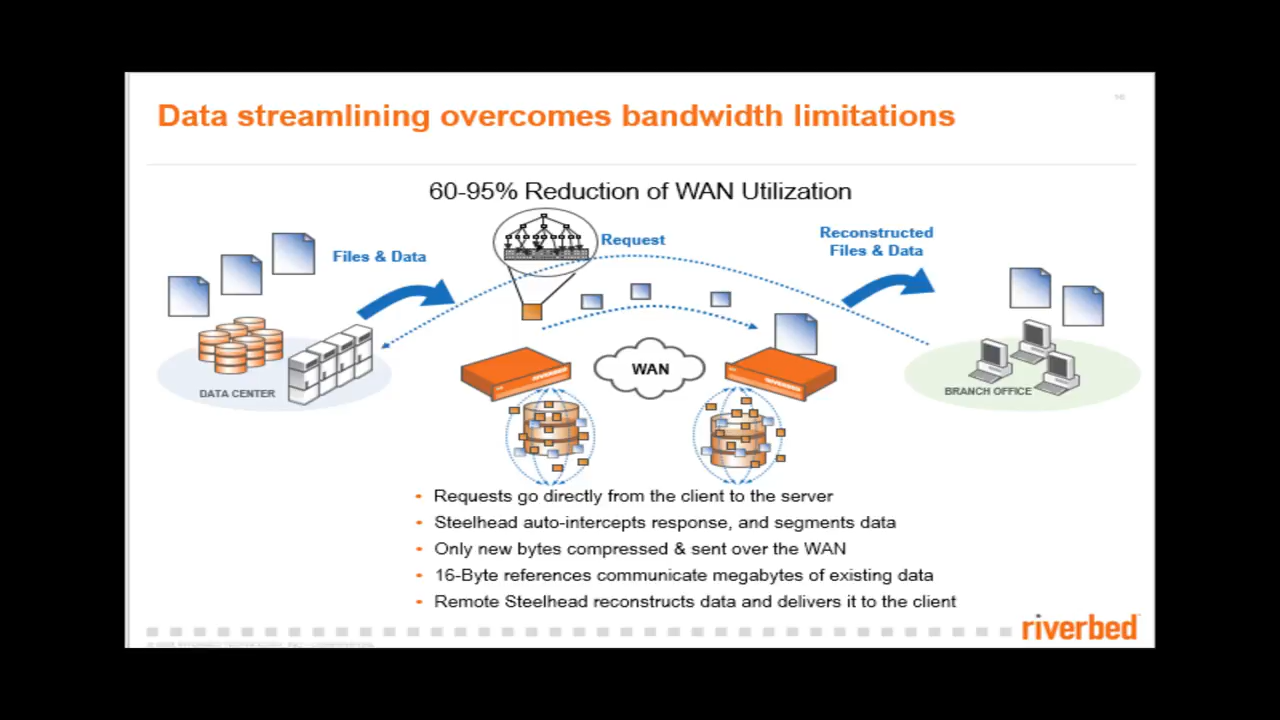 Data streamlining overcomes bandwidth limitations
60-95% Reduction of WAN Utilization
Files & Data
Request
Reconstructed
Files & Data
WAN
DATA CENTER
BRANCH OFFICE
• Requests go directly from the client to the server
• Steelhead auto-intercepts response, and segments data
• Only new bytes compressed & sent over the WAN
• 16-Byte references communicate megabytes of existing data
• Remote Steelhead reconstructs data and delivers it to the client
riverbed